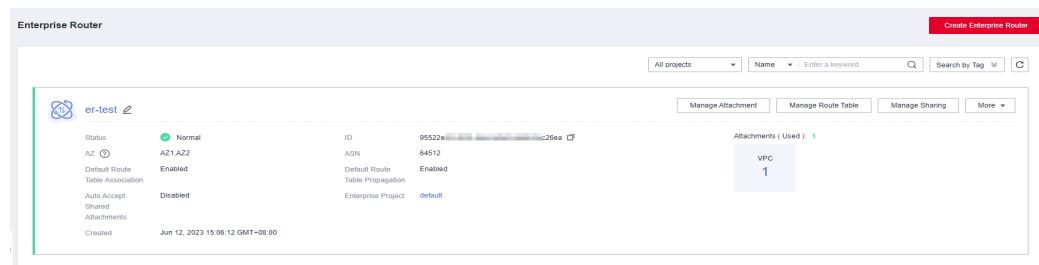 Enterprise Router
Create Enterprise Router
All projects Name Enter a keyword. Search by Tag
er-test Manage Attachment Manage Route Table Manage Sharing More
Status Normal ID 95522e c26ea Attachments ( Used ): 1
AZ AZ1,AZ2 ASN 64512 VPC
1
Default Route Table Association Enabled Default Route Table Propagation Enabled
Auto Accept Shared Attachments Disabled Enterprise Project default
Created Jun 12, 2023 15:06:12 GMT+08:00